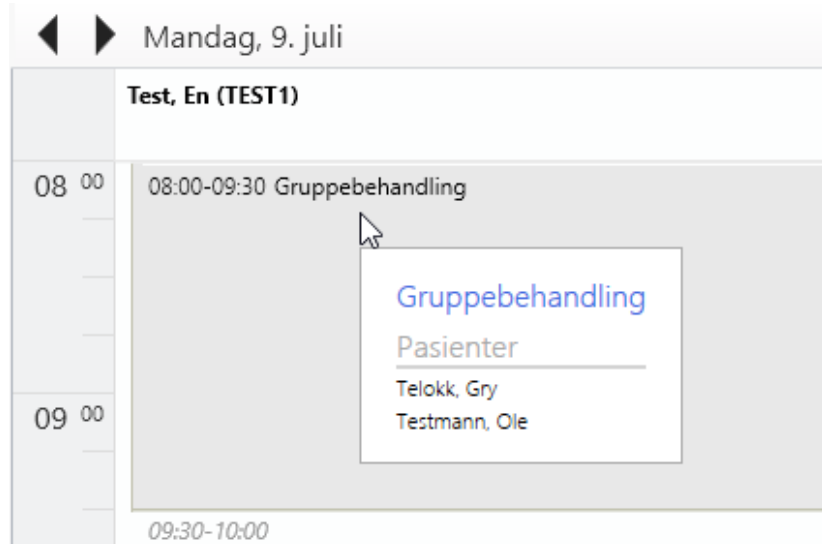 Mandag, 9. juli
Test, En (TEST1)
08 00
08:00-09:30 Gruppebehandling
Gruppebehandling
Pasienter
Telokk, Gry
Testmann, Ole
09 00
09:30-10:00